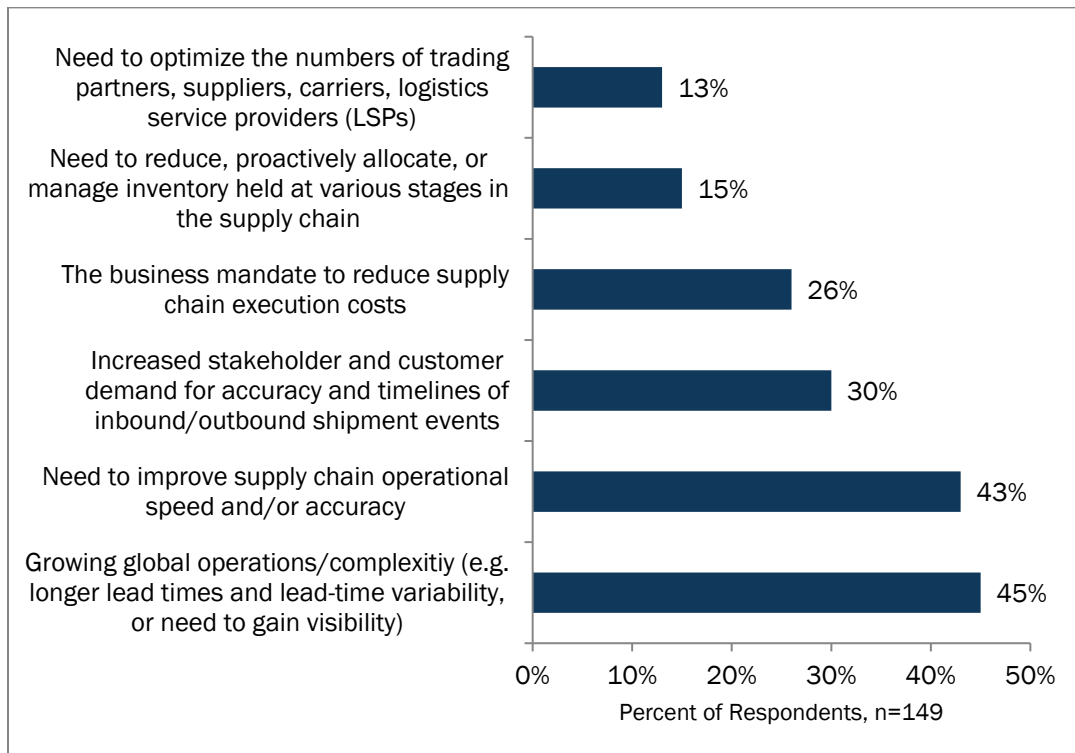 Need to optimize the numbers of trading
partners, suppliers, carriers, logistics
service providers (LSPs)
13%
Need to reduce, proactively allocate, or
manage inventory held at various stages in
the supply chain
15%
The business mandate to reduce supply
chain execution costs
26%
Increased stakeholder and customer
demand for accuracy and timelines of
inbound/outbound shipment events
30%
Need to improve supply chain operational
speed and/or accuracy
43%
Growing global operations/complexitiy (e.g.
longer lead times and lead-time variability,
or need to gain visibility)
45%
0% 10% 20% 30% 40% 50%
Percent of Respondents, n=149